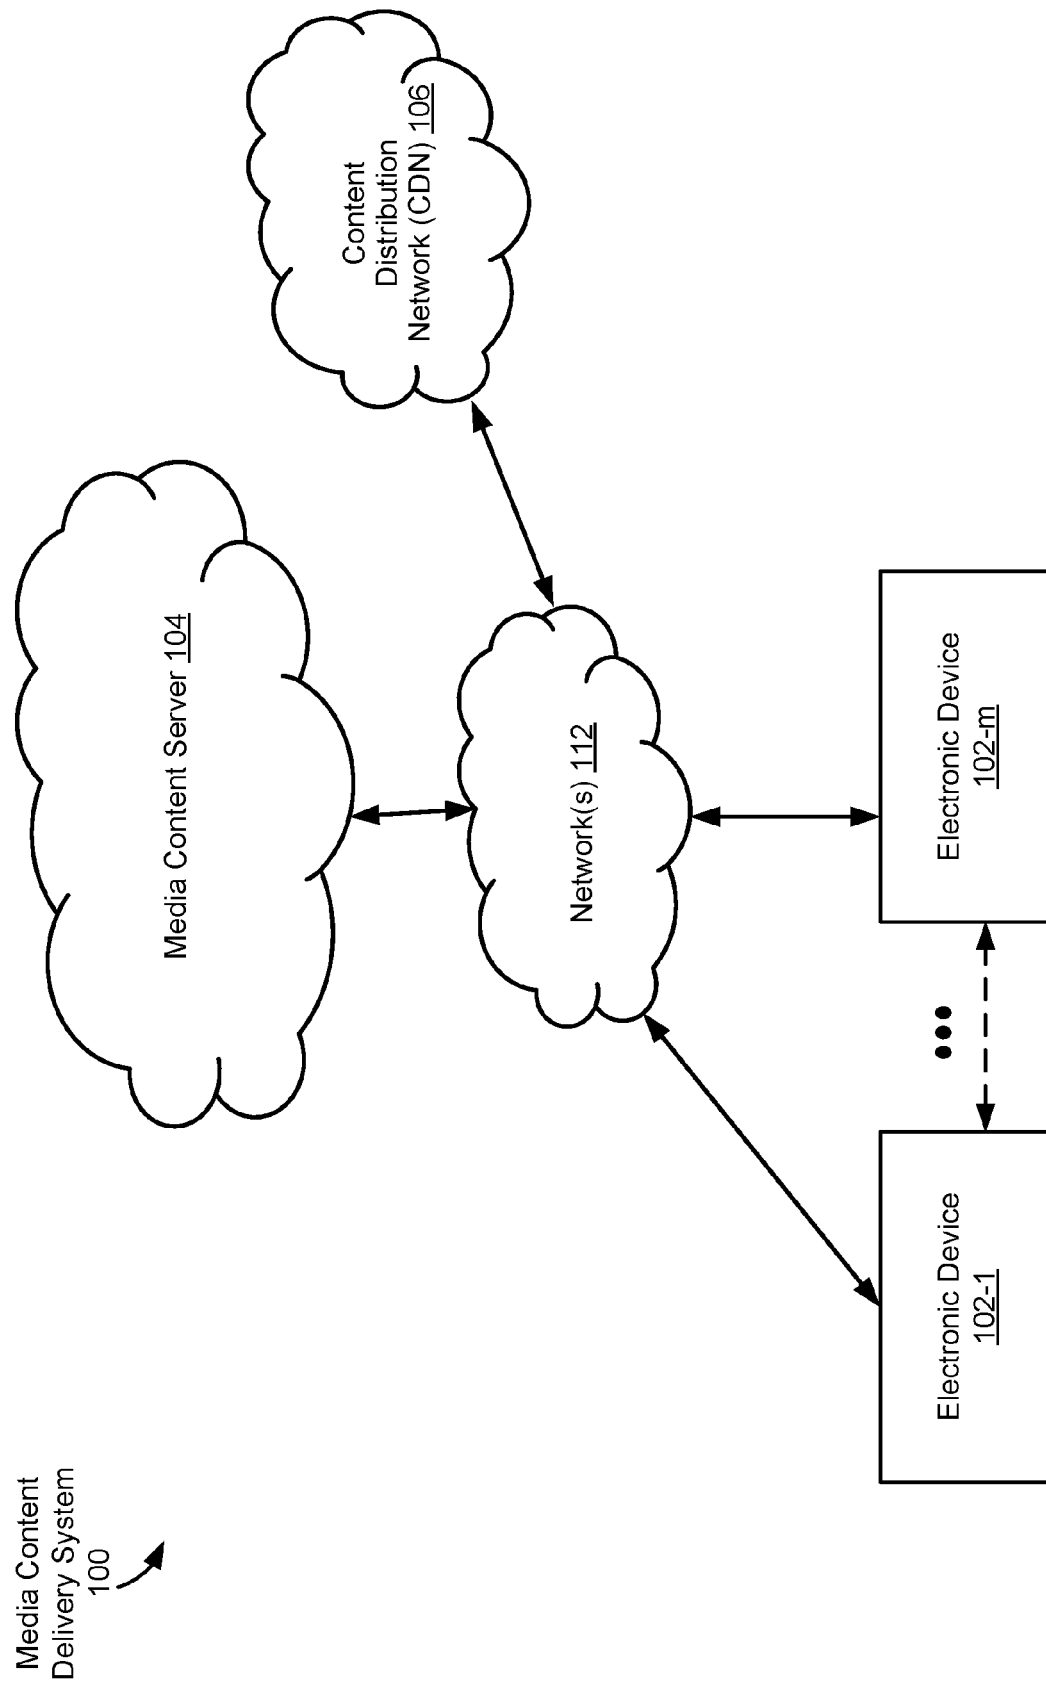 Media Content
Delivery System
100
Media Content Server 104
Content
Distribution
Network (CDN) 106
Network(s) 112
Electronic Device
102-1
•••
Electronic Device
102-m